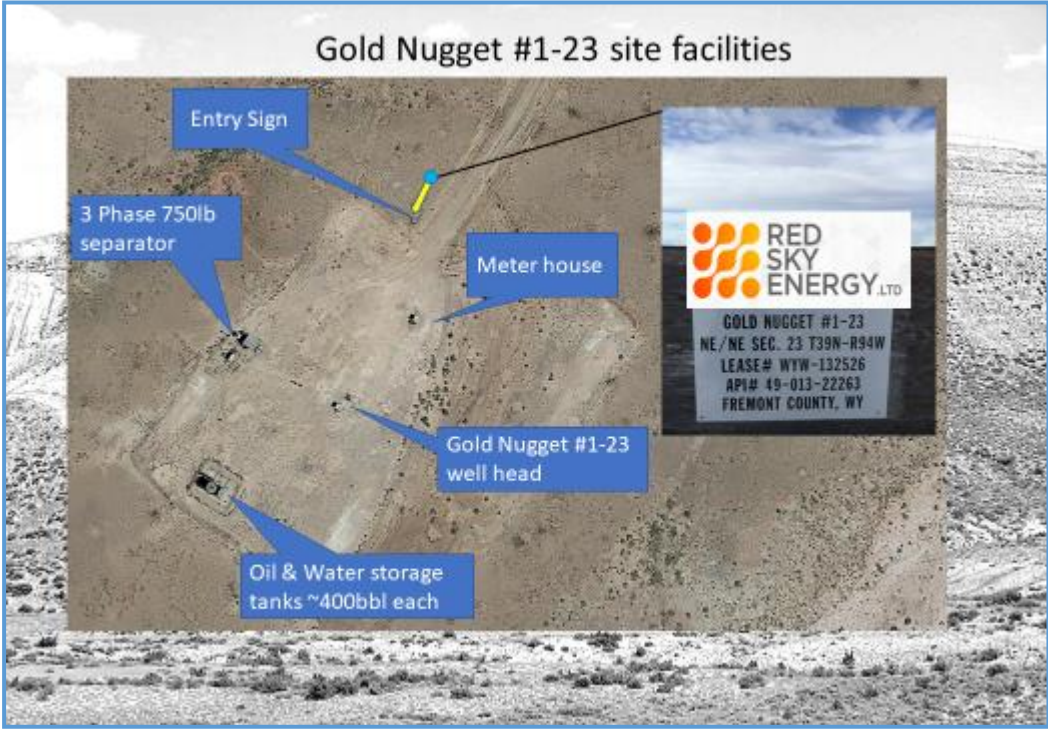 Gold Nugget #1-23 site facilities
Entry Sign
3 Phase 750lb
separator
Meter house
RED
SKY
ENERGY.LTD
GOLD NUGGET #1-23
NE/NE SEC. 23 T39N-R94W
LEASE# WYW-132526
API# 49-013-22263
FREMONT COUNTY, WY
Gold Nugget #1-23
well head
Oil & Water storage
tanks ~400bbl each